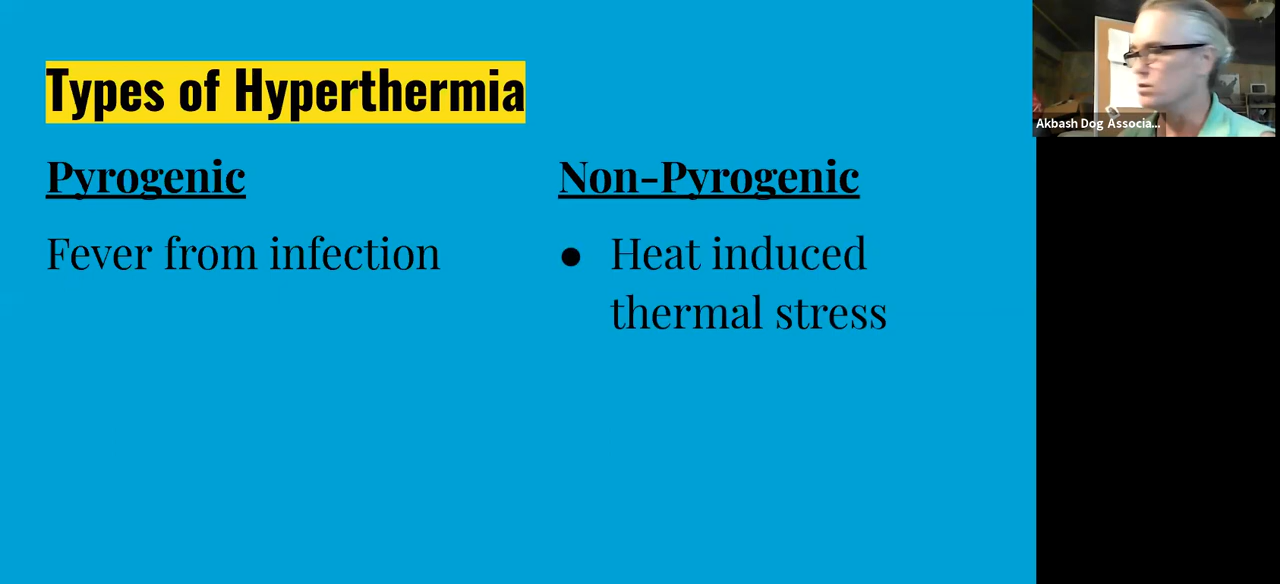 Types of Hyperthermia
Pyrogenic
Fever from infection
Non-Pyrogenic
● Heat induced
thermal stress
Akbash Dog Associa...